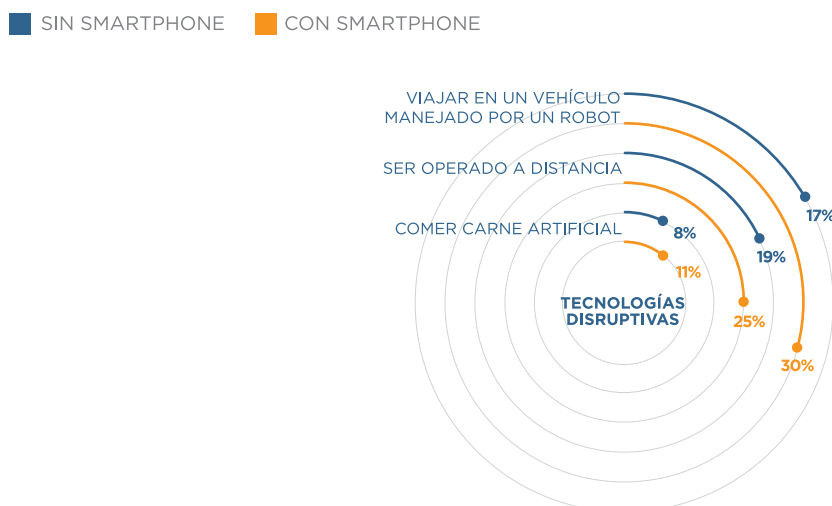 SIN SMARTPHONE
CON SMARTPHONE
VIAJAR EN UN VEHÍCULO
MANEJADO POR UN ROBOT
SER OPERADO A DISTANCIA
COMER CARNE ARTIFICIAL
17%
8%
19%
11%
TECNOLOGÍAS
DISRUPTIVAS
25%
30%